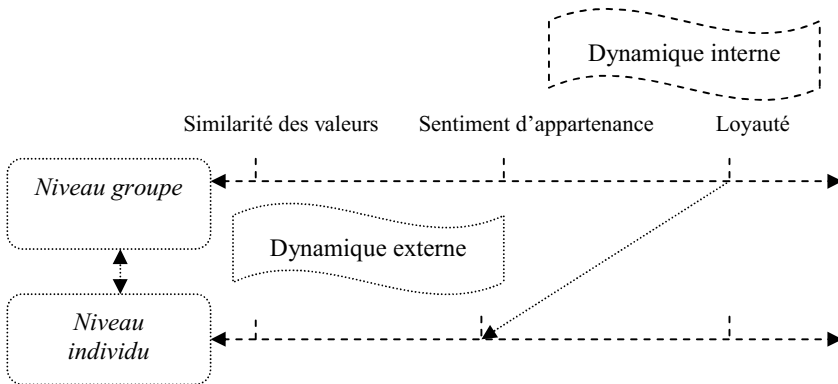 Dynamique interne
Similarité des valeurs Sentiment d’appartenance Loyauté
Niveau groupe
Dynamique externe
Niveau
individu